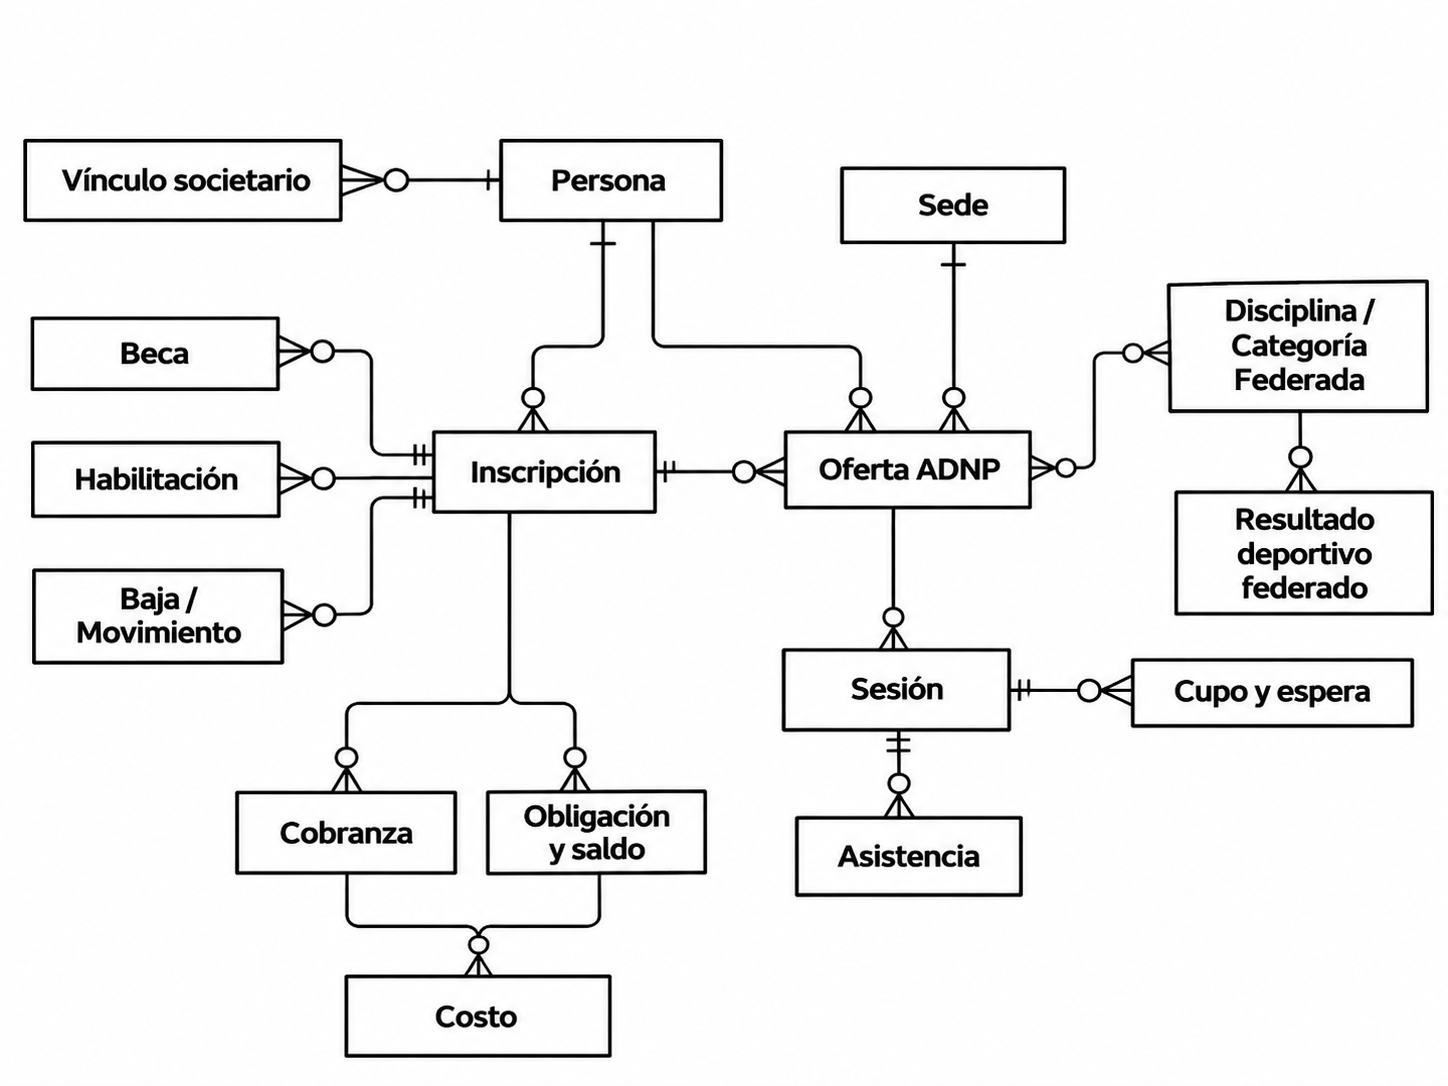 Vínculo societario
Persona
Sede
Disciplina /
Categoría
Federada
Beca
Habilitación
Inscripción
Oferta ADNP
Resultado
deportivo
federado
Baja /
Movimiento
Sesión
Cupo y espera
Cobranza
Obligación
y saldo
Asistencia
Costo